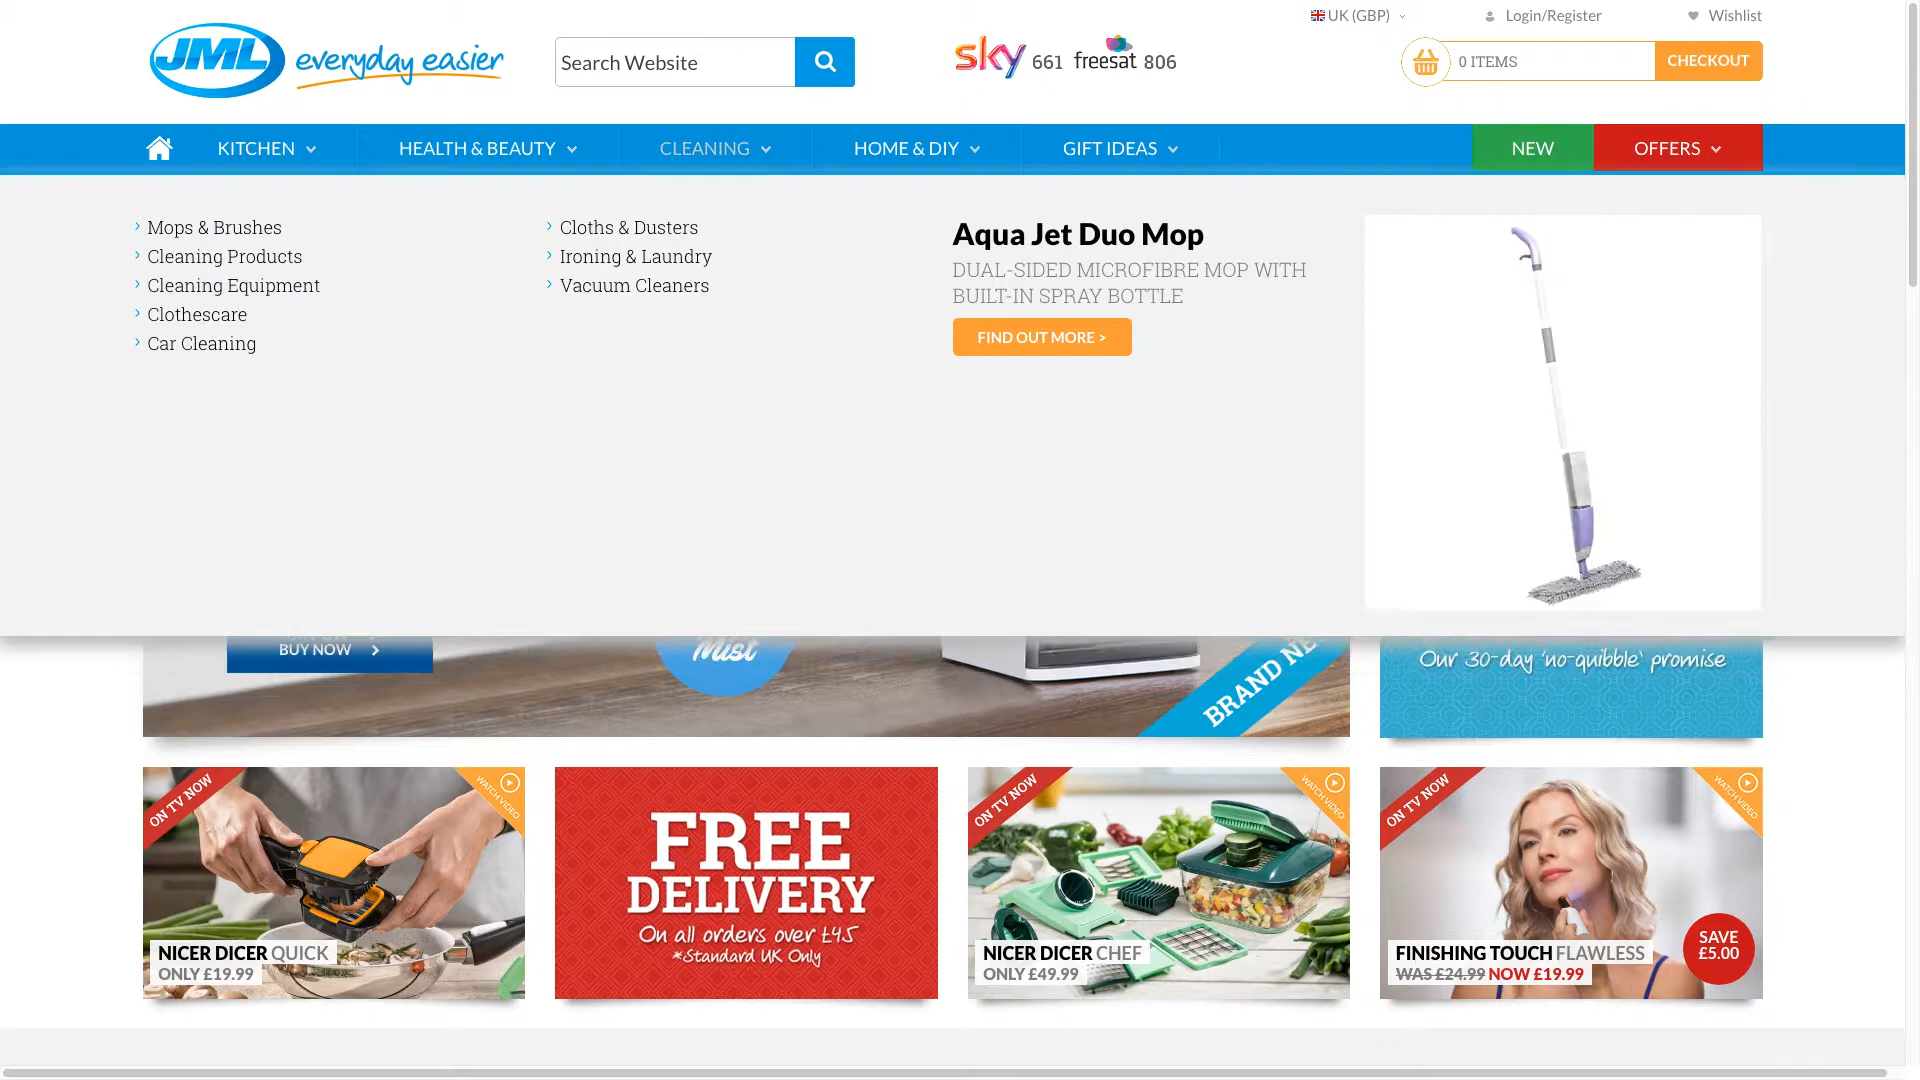 UK (GBP)
Login/Register
Wishlist
JML everyday easier
Search Website
sky 661 freesat 806
0 ITEMS
CHECKOUT
KITCHEN
HEALTH & BEAUTY
CLEANING
HOME & DIY
GIFT IDEAS
NEW
OFFERS
Mops & Brushes
Cleaning Products
Cleaning Equipment
Clothescare
Car Cleaning
Cloths & Dusters
Ironing & Laundry
Vacuum Cleaners
Aqua Jet Duo Mop
DUAL-SIDED MICROFIBRE MOP WITH
BUILT-IN SPRAY BOTTLE
FIND OUT MORE >
BUY NOW
Mist
BRAND
Our 30-day 'no-quibble' promise
ON TV NOW
WATCH VIDEO
NICER DICER QUICK
ONLY £19.99
FREE
DELIVERY
On all orders over £45
*Standard UK Only
ON TV NOW
WATCH VIDEO
NICER DICER CHEF
ONLY £49.99
ON TV NOW
WATCH VIDEO
FINISHING TOUCH FLAWLESS
WAS £24.99 NOW £19.99
SAVE
£5.00